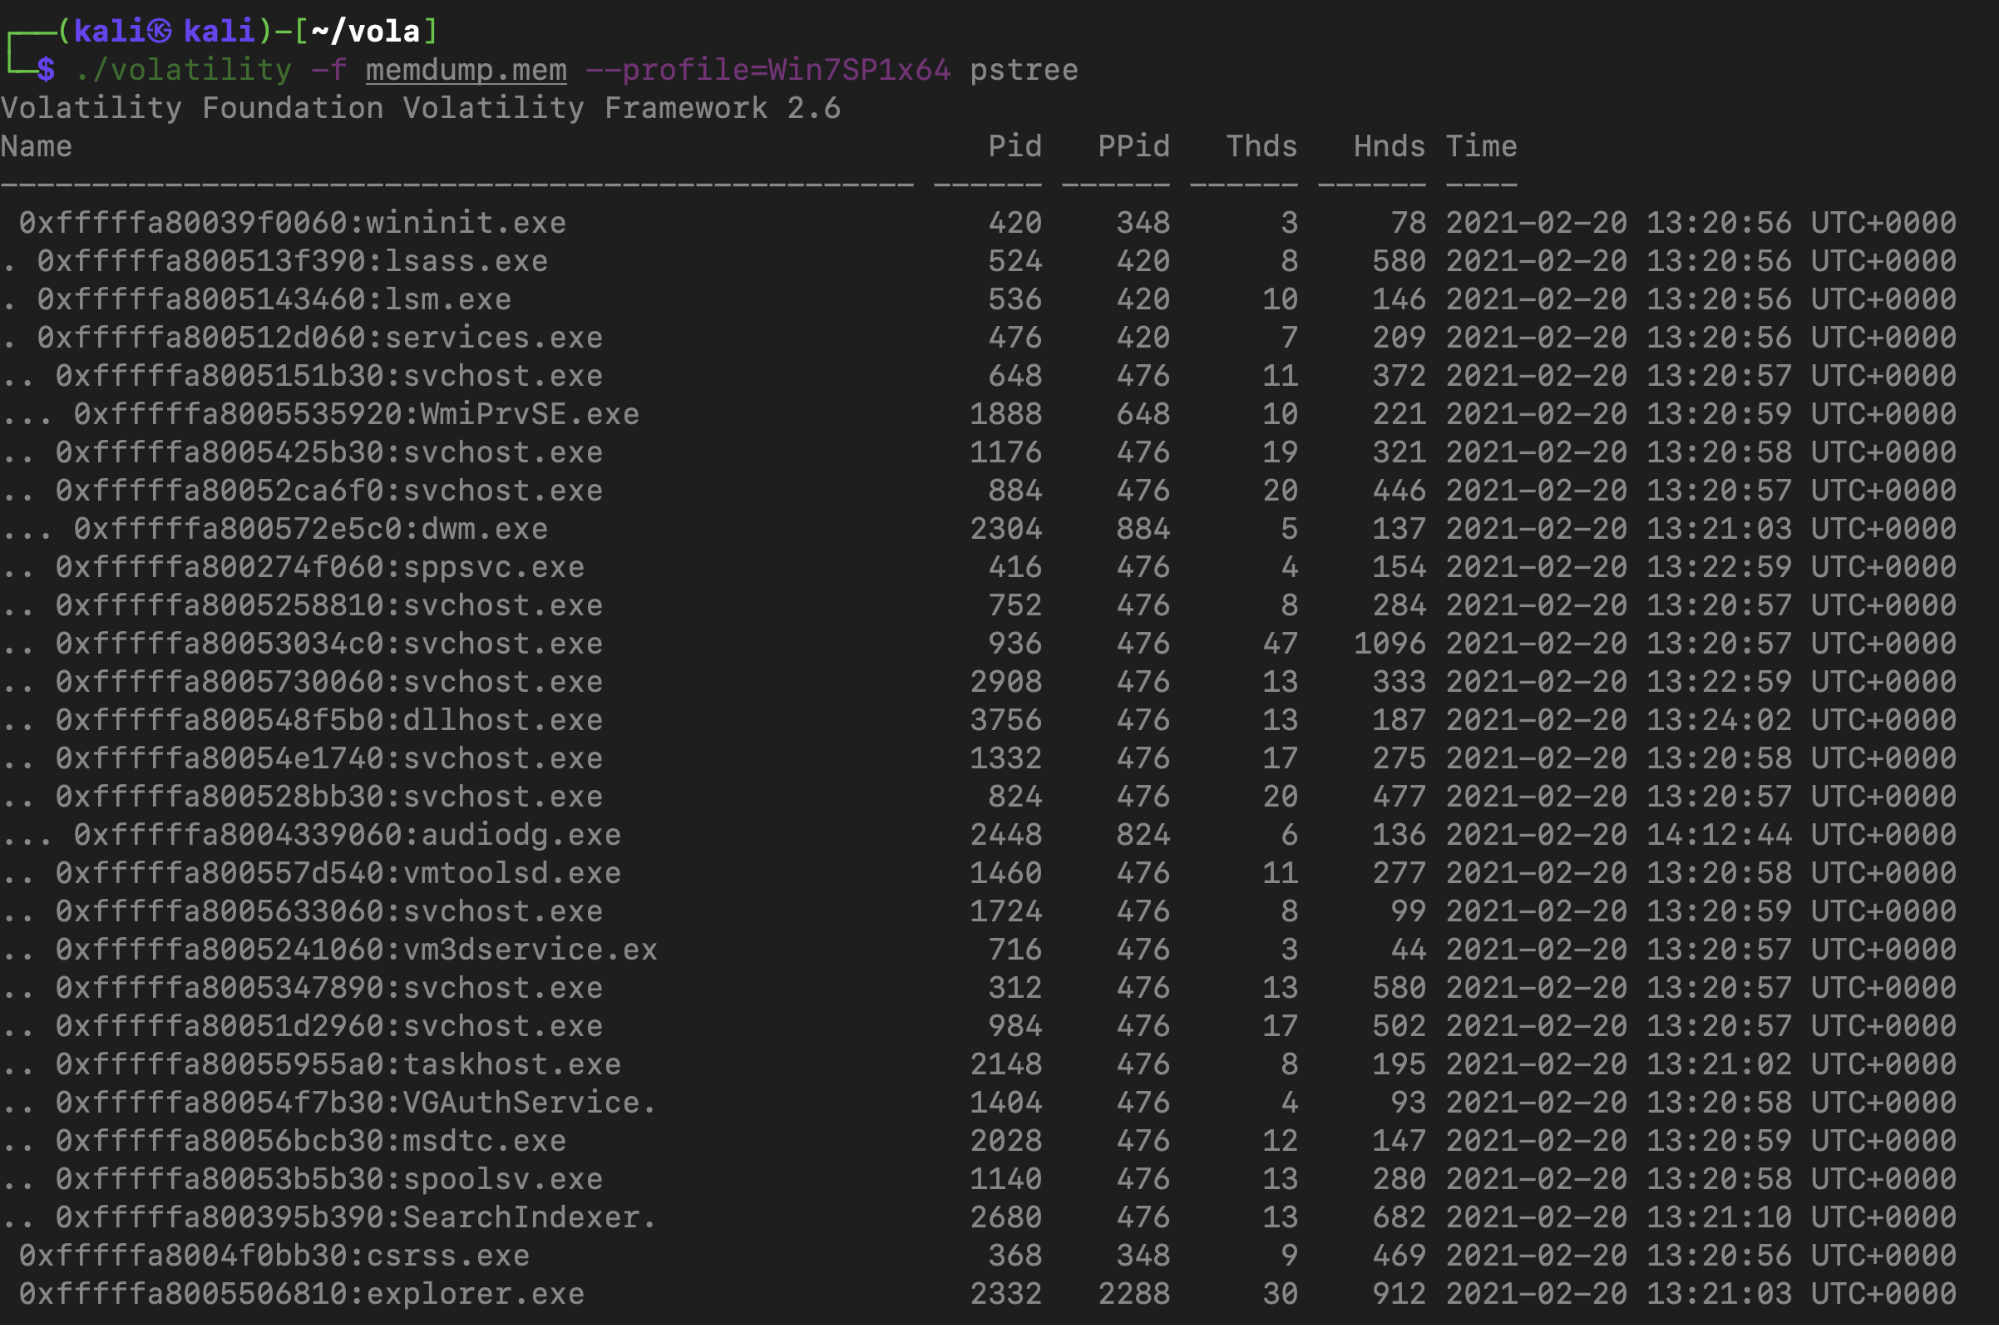 ┌──(kali㉿kali)-[~/vola]
└─$ ./volatility -f memdump.mem --profile=Win7SP1x64 pstree
Volatility Foundation Volatility Framework 2.6
Name                                                  Pid   PPid   Thds   Hnds Time
-------------------------------------------------- ------ ------ ------ ------ ----
 0xfffffa80039f0060:wininit.exe                       420    348      3     78 2021-02-20 13:20:56 UTC+0000
. 0xfffffa800513f390:lsass.exe                        524    420      8    580 2021-02-20 13:20:56 UTC+0000
. 0xfffffa8005143460:lsm.exe                          536    420     10    146 2021-02-20 13:20:56 UTC+0000
. 0xfffffa800512d060:services.exe                     476    420      7    209 2021-02-20 13:20:56 UTC+0000
.. 0xfffffa8005151b30:svchost.exe                     648    476     11    372 2021-02-20 13:20:57 UTC+0000
... 0xfffffa8005535920:WmiPrvSE.exe                  1888    648     10    221 2021-02-20 13:20:59 UTC+0000
.. 0xfffffa8005425b30:svchost.exe                    1176    476     19    321 2021-02-20 13:20:58 UTC+0000
.. 0xfffffa80052ca6f0:svchost.exe                     884    476     20    446 2021-02-20 13:20:57 UTC+0000
... 0xfffffa800572e5c0:dwm.exe                       2304    884      5    137 2021-02-20 13:21:03 UTC+0000
.. 0xfffffa800274f060:sppsvc.exe                      416    476      4    154 2021-02-20 13:22:59 UTC+0000
.. 0xfffffa8005258810:svchost.exe                     752    476      8    284 2021-02-20 13:20:57 UTC+0000
.. 0xfffffa80053034c0:svchost.exe                     936    476     47   1096 2021-02-20 13:20:57 UTC+0000
.. 0xfffffa8005730060:svchost.exe                    2908    476     13    333 2021-02-20 13:22:59 UTC+0000
.. 0xfffffa800548f5b0:dllhost.exe                    3756    476     13    187 2021-02-20 13:24:02 UTC+0000
.. 0xfffffa80054e1740:svchost.exe                    1332    476     17    275 2021-02-20 13:20:58 UTC+0000
.. 0xfffffa800528bb30:svchost.exe                     824    476     20    477 2021-02-20 13:20:57 UTC+0000
... 0xfffffa8004339060:audiodg.exe                   2448    824      6    136 2021-02-20 14:12:44 UTC+0000
.. 0xfffffa800557d540:vmtoolsd.exe                   1460    476     11    277 2021-02-20 13:20:58 UTC+0000
.. 0xfffffa8005633060:svchost.exe                    1724    476      8     99 2021-02-20 13:20:59 UTC+0000
.. 0xfffffa8005241060:vm3dservice.ex                  716    476      3     44 2021-02-20 13:20:57 UTC+0000
.. 0xfffffa8005347890:svchost.exe                     312    476     13    580 2021-02-20 13:20:57 UTC+0000
.. 0xfffffa80051d2960:svchost.exe                     984    476     17    502 2021-02-20 13:20:57 UTC+0000
.. 0xfffffa80055955a0:taskhost.exe                   2148    476      8    195 2021-02-20 13:21:02 UTC+0000
.. 0xfffffa80054f7b30:VGAuthService.                 1404    476      4     93 2021-02-20 13:20:58 UTC+0000
.. 0xfffffa80056bcb30:msdtc.exe                      2028    476     12    147 2021-02-20 13:20:59 UTC+0000
.. 0xfffffa80053b5b30:spoolsv.exe                    1140    476     13    280 2021-02-20 13:20:58 UTC+0000
.. 0xfffffa800395b390:SearchIndexer.                 2680    476     13    682 2021-02-20 13:21:10 UTC+0000
 0xfffffa8004f0bb30:csrss.exe                         368    348      9    469 2021-02-20 13:20:56 UTC+0000
 0xfffffa8005506810:explorer.exe                     2332   2288     30    912 2021-02-20 13:21:03 UTC+0000